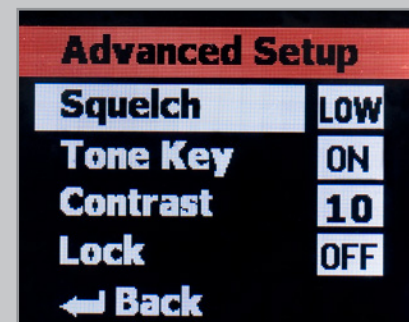 Advanced Setup
Squelch LOW
Tone Key ON
Contrast 10
Lock OFF
Back